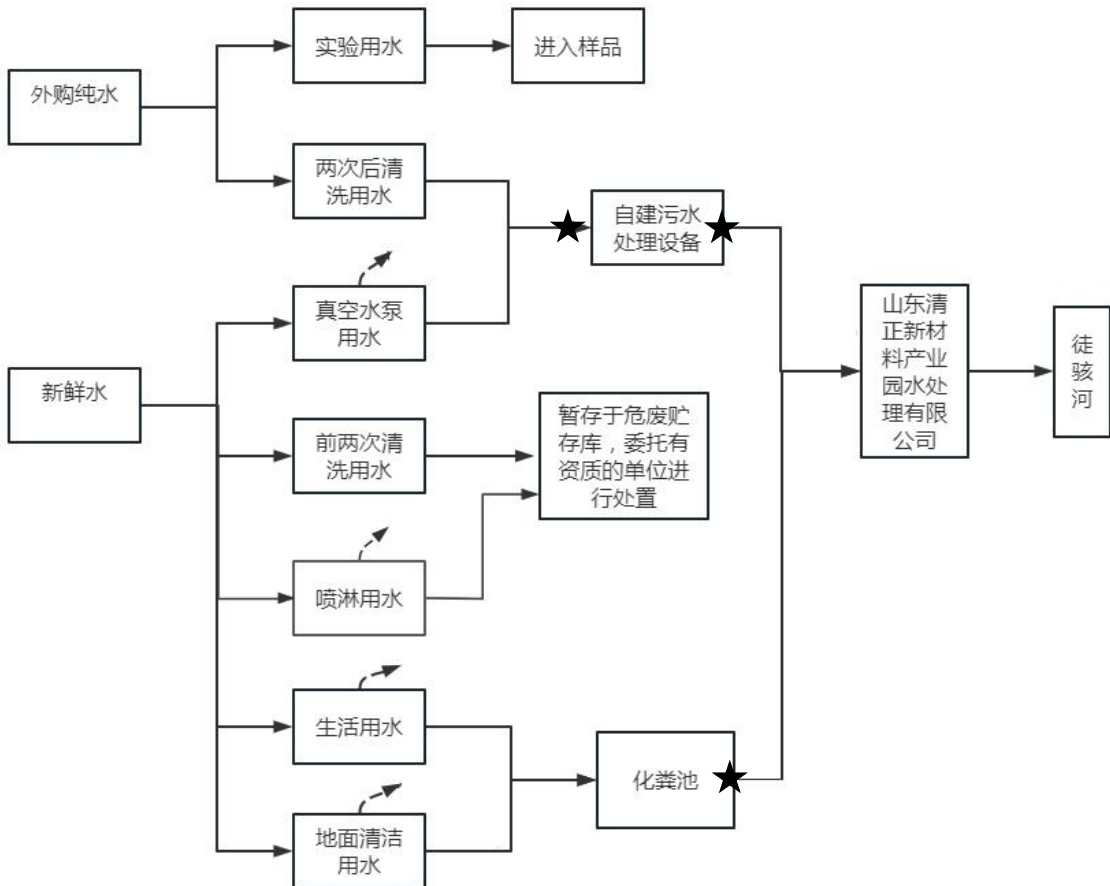 实验用水
进入样品
外购纯水
两次后清
洗用水
自建污水
处理设备
真空水泵
用水
山东清
正新材
料产业
园水处
理有限
公司
徒
骇
河
新鲜水
前两次清
洗用水
暂存于危废贮
存库，委托有
资质的单位进
行处置
喷淋用水
生活用水
化粪池
地面清洁
用水